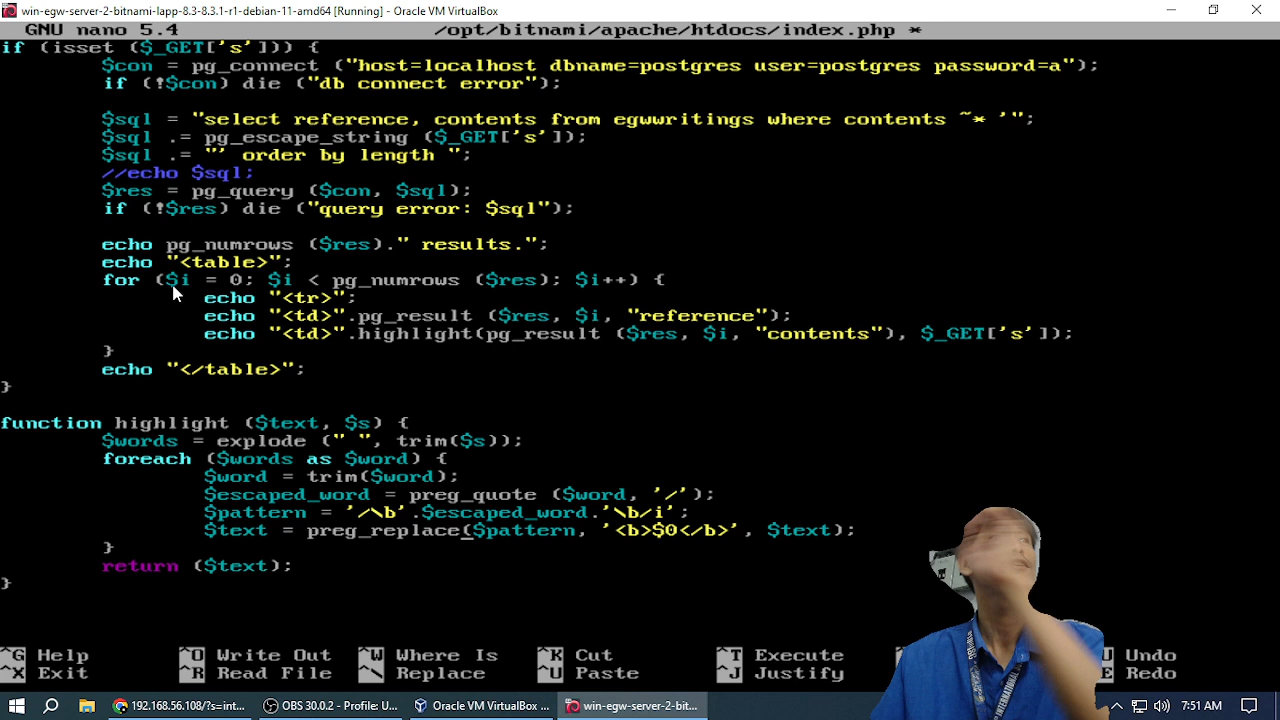 win-egw-server-2-bitnami-lapp-8.3-8.3.1-r1-debian-11-amd64 [Running] - Oracle VM VirtualBox
GNU nano 5.4 /opt/bitnami/apache/htdocs/index.php *
if (isset ($_GET['s'])) {
$con = pg_connect ("host=localhost dbname=postgres user=postgres password=a");
if (!$con) die ("db connect error");
$sql = "select reference, contents from egwwritings where contents ~* '";
$sql .= pg_escape_string ($_GET['s']);
$sql .= "' order by length ";
//echo $sql;
$res = pg_query ($con, $sql);
if (!$res) die ("query error: $sql");
echo pg_numrows ($res)." results.";
echo "<table>";
for ($i = 0; $i < pg_numrows ($res); $i++) {
echo "<tr>";
echo "<td>".pg_result ($res, $i, "reference");
echo "<td>".highlight(pg_result ($res, $i, "contents"), $_GET['s']);
}
echo "</table>";
}
function highlight ($text, $s) {
$words = explode (" ", trim($s));
foreach ($words as $word) {
$word = trim($word);
$escaped_word = preg_quote ($word, '/');
$pattern = '/\b'.$escaped_word.'\b/i';
$text = preg_replace($pattern, '<b>$0</b>', $text);
}
return ($text);
}
^G Help ^O Write Out ^W Where Is ^K Cut ^T Execute Undo
^X Exit ^R Read File ^\ Replace ^U Paste ^J Justify Redo
192.168.56.108/?s=int... OBS 30.0.2 - Profile: U... Oracle VM VirtualBox ... win-egw-server-2-bit... 7:51 AM